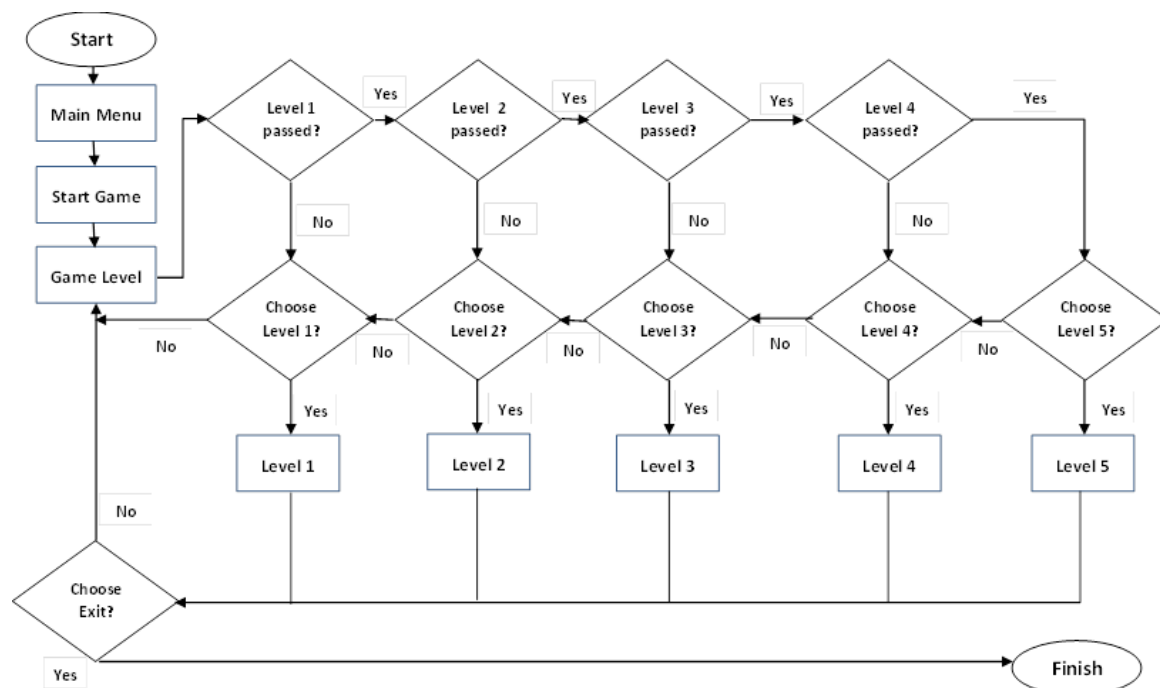 Start
Main Menu
Start Game
Game Level
Level 1
passed?
Yes
Level 2
passed?
Yes
Level 3
passed?
Yes
Level 4
passed?
Yes
No
No
No
No
Choose
Level 1?
Choose
Level 2?
Choose
Level 3?
Choose
Level 4?
Choose
Level 5?
No
No
No
No
No
Yes
Yes
Yes
Yes
Yes
Level 1
Level 2
Level 3
Level 4
Level 5
No
Choose
Exit?
Yes
Finish